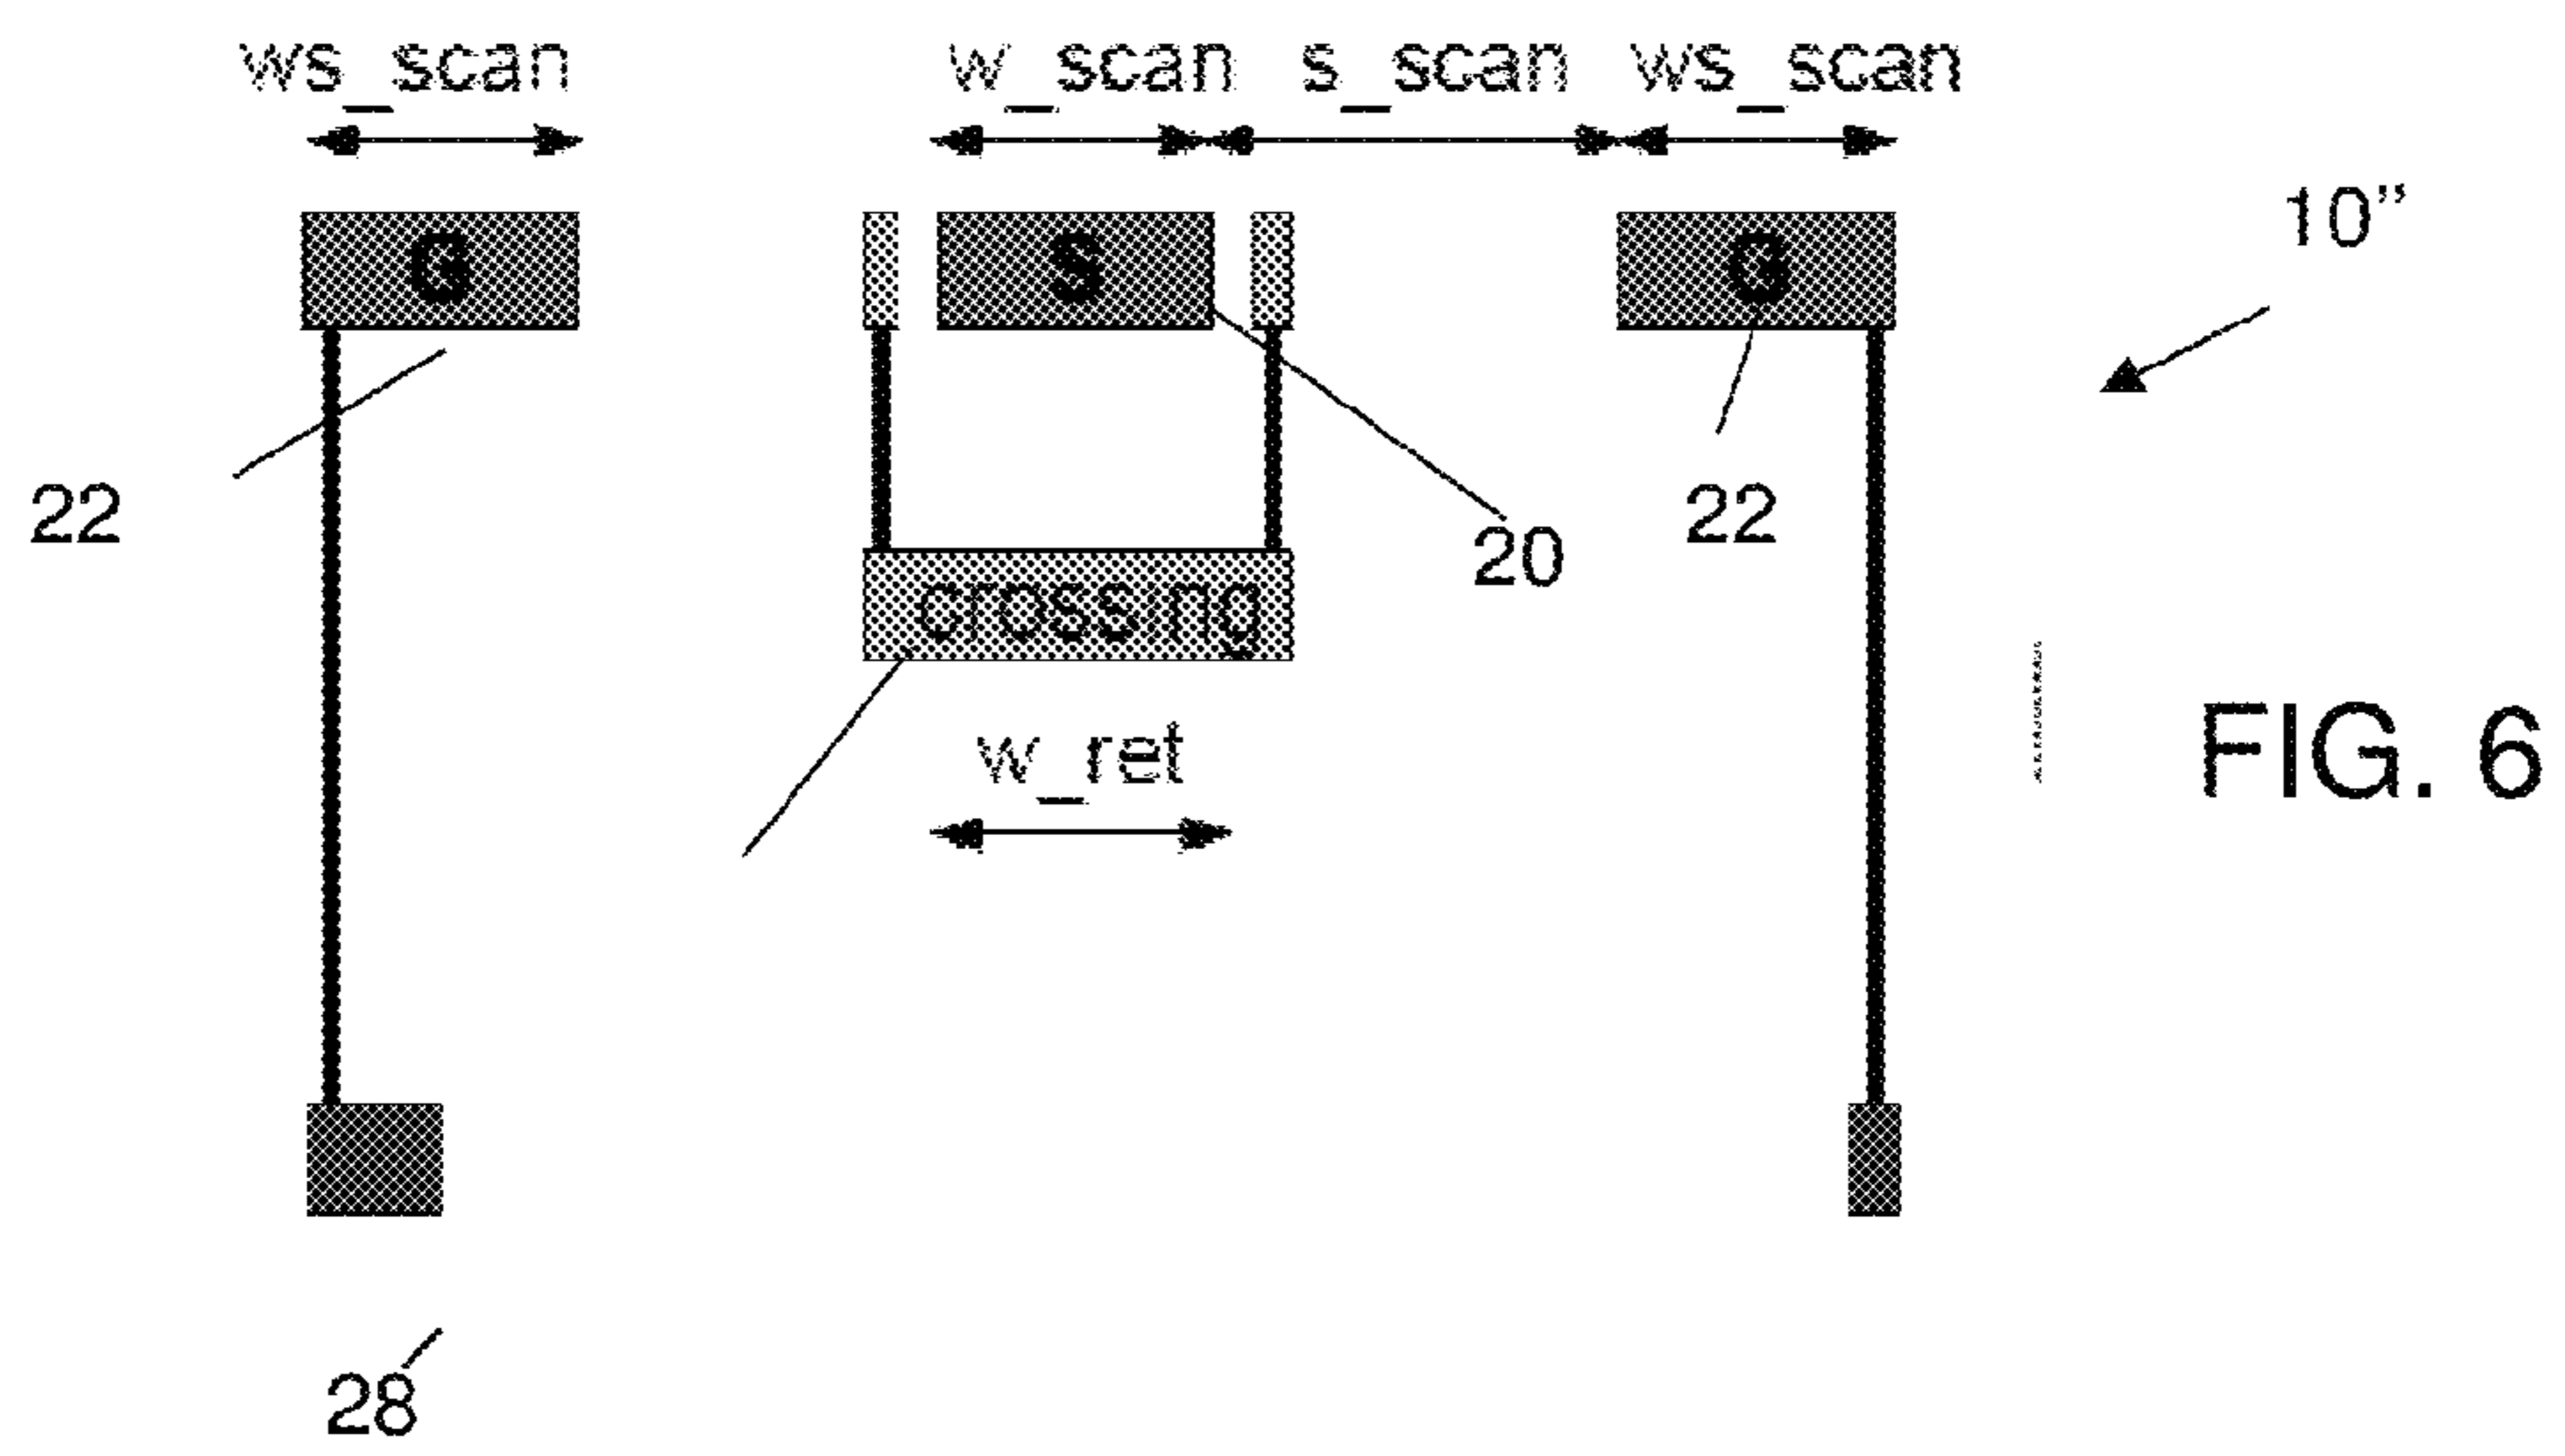 ws_scan w_scan s_scan ws_scan
10”
G S G
22 20 22
crossing
w_ret
FIG. 6
28